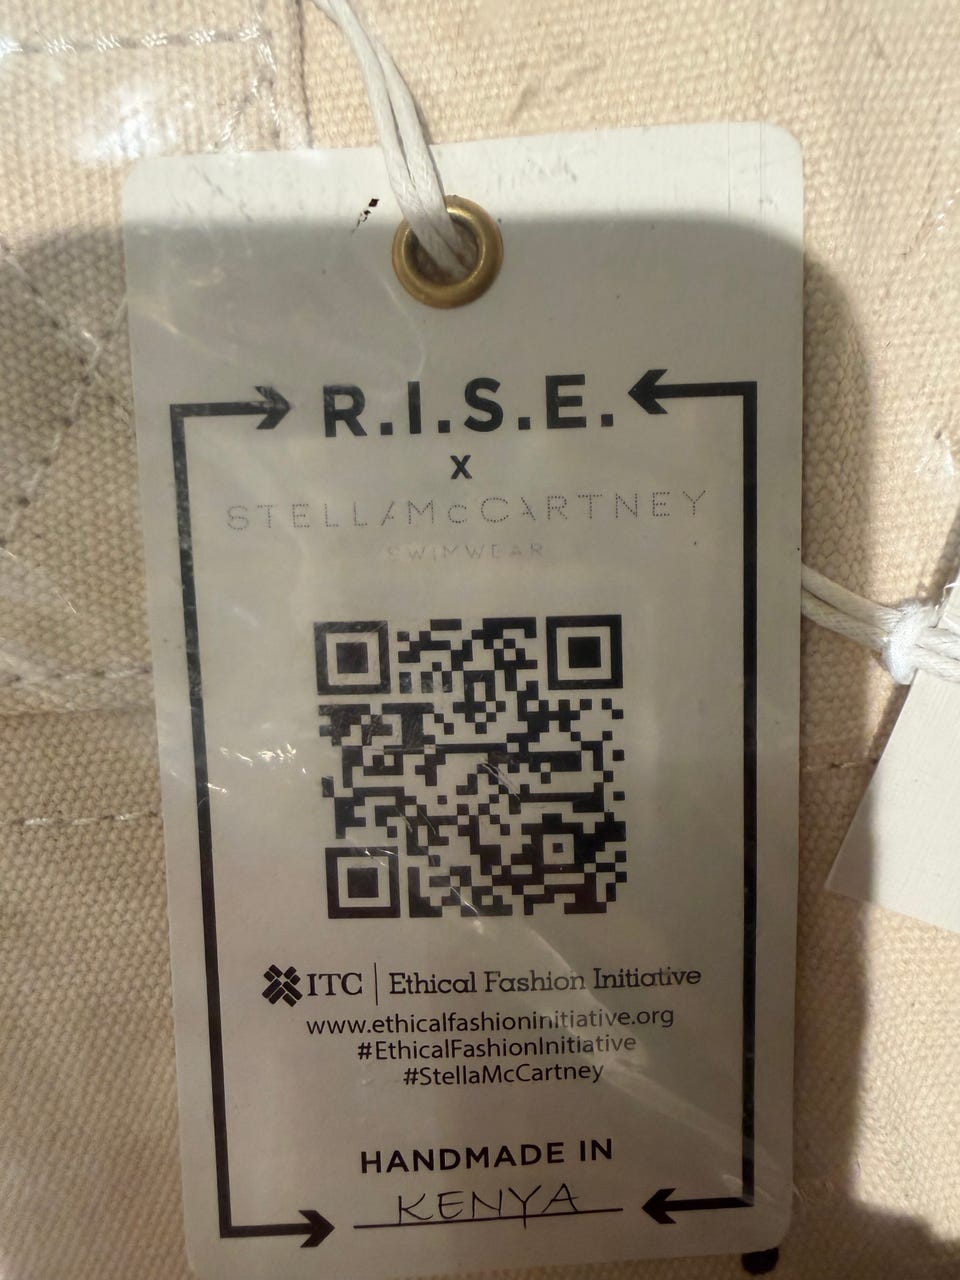 R.I.S.E.
x
STELLAMcCARTNEY
SWIMWEAR
ITC | Ethical Fashion Initiative
www.ethicalfashioninitiative.org
#EthicalFashionInitiative
#StellaMcCartney
HANDMADE IN
KENYA